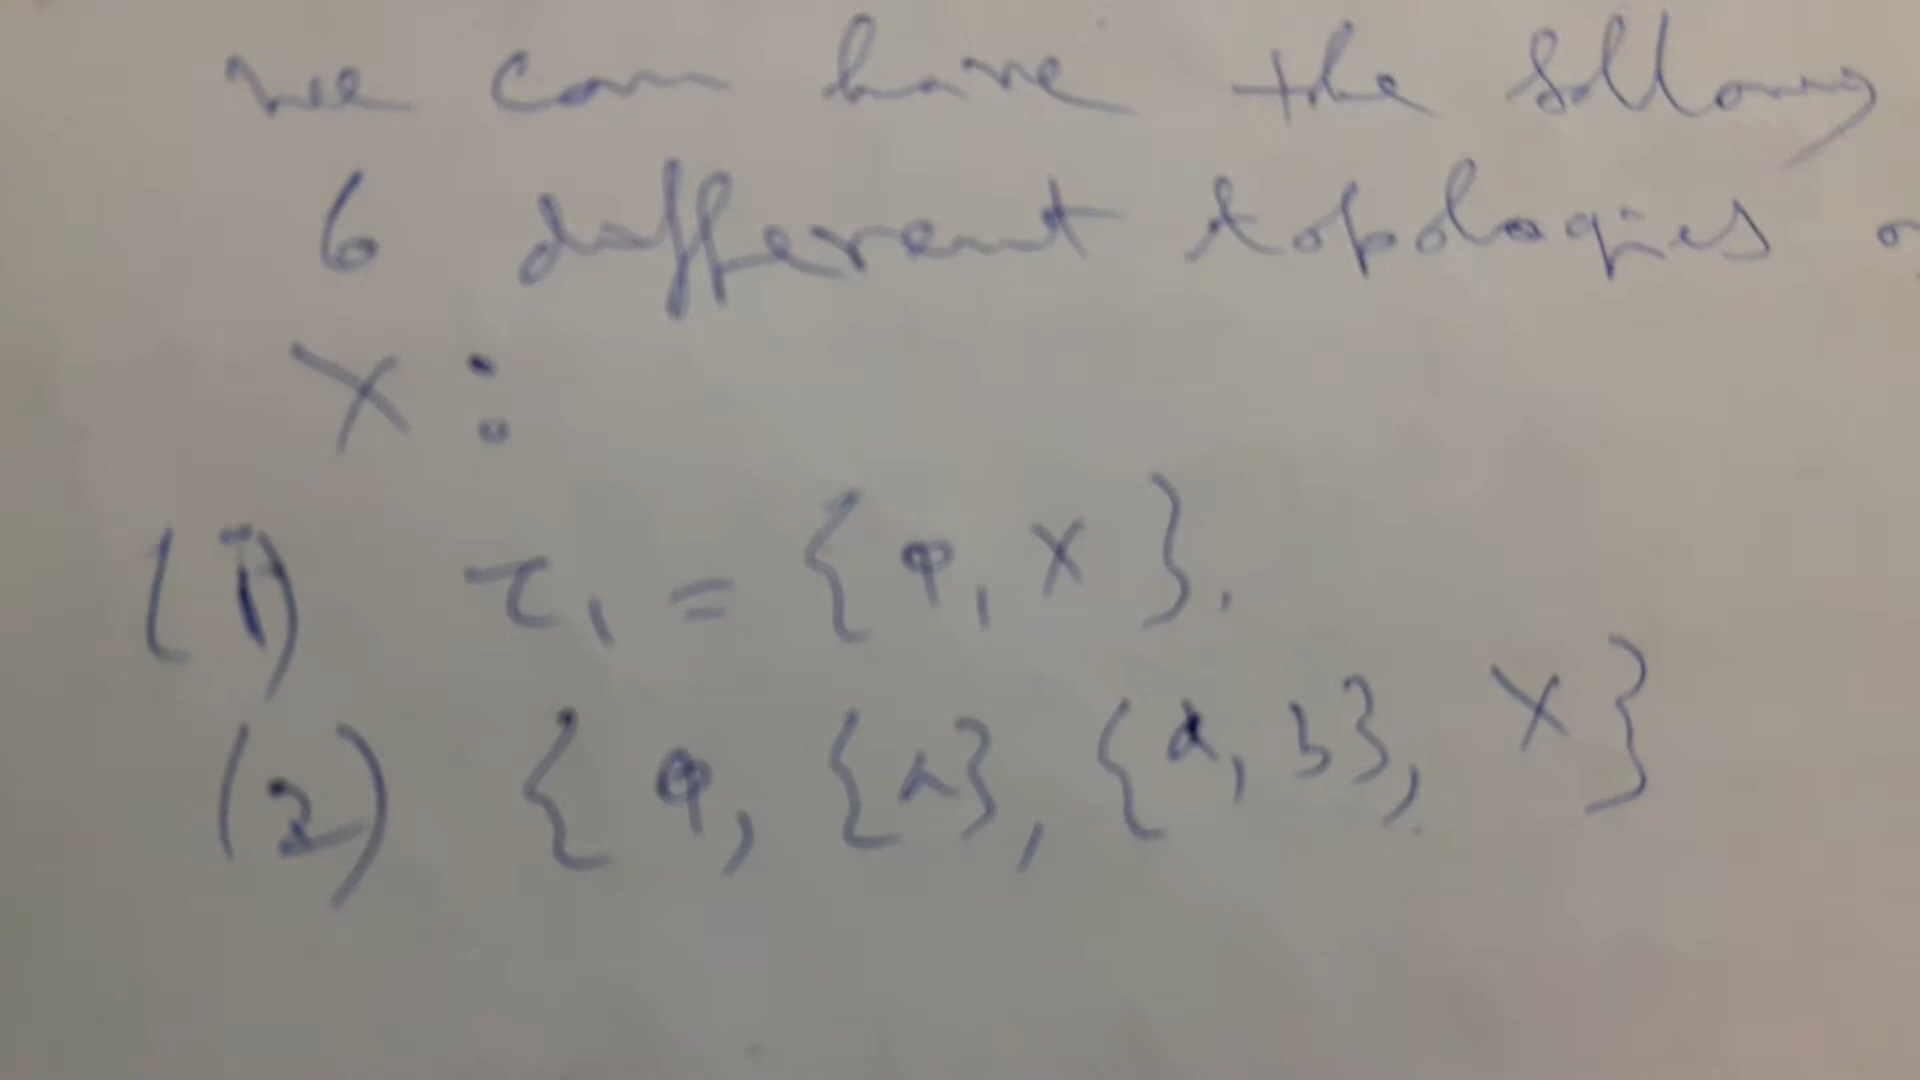 we can have the following
6 different topologies
X :
(1) τ₁ = {φ, X}.
(2) {φ, {a}, {a, b}, X}